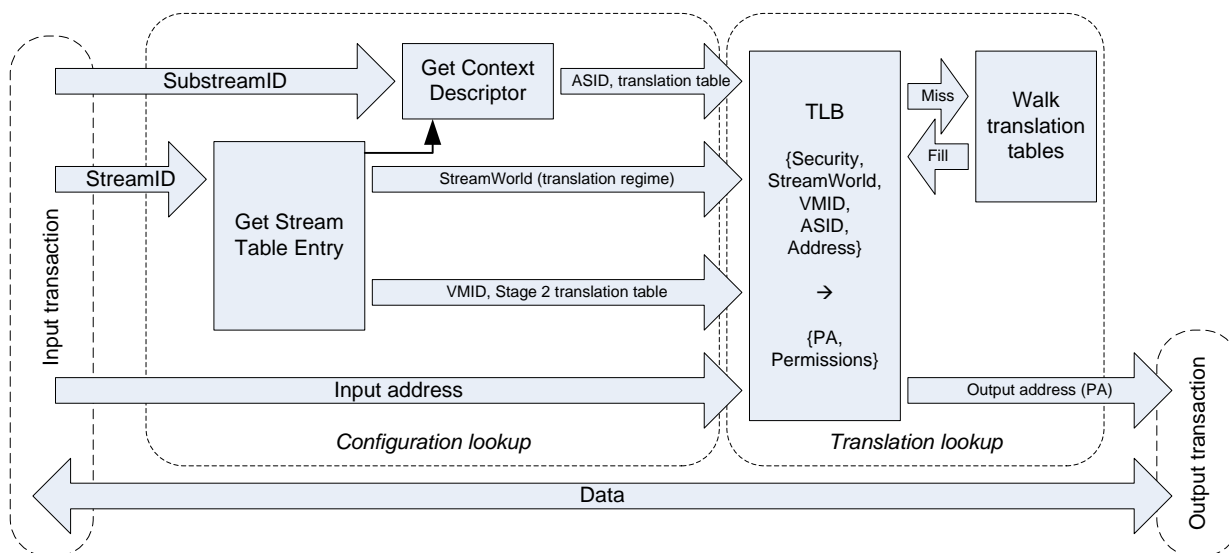 SubstreamID
Get Context
Descriptor
ASID, translation table
TLB
Miss
Fill
Walk
translation
tables
StreamID
Get Stream
Table Entry
StreamWorld (translation regime)
{Security,
StreamWorld,
VMID,
ASID,
Address}
→
{PA,
Permissions}
VMID, Stage 2 translation table
Input transaction
Input address
Output address (PA)
Configuration lookup
Translation lookup
Data
Output transaction